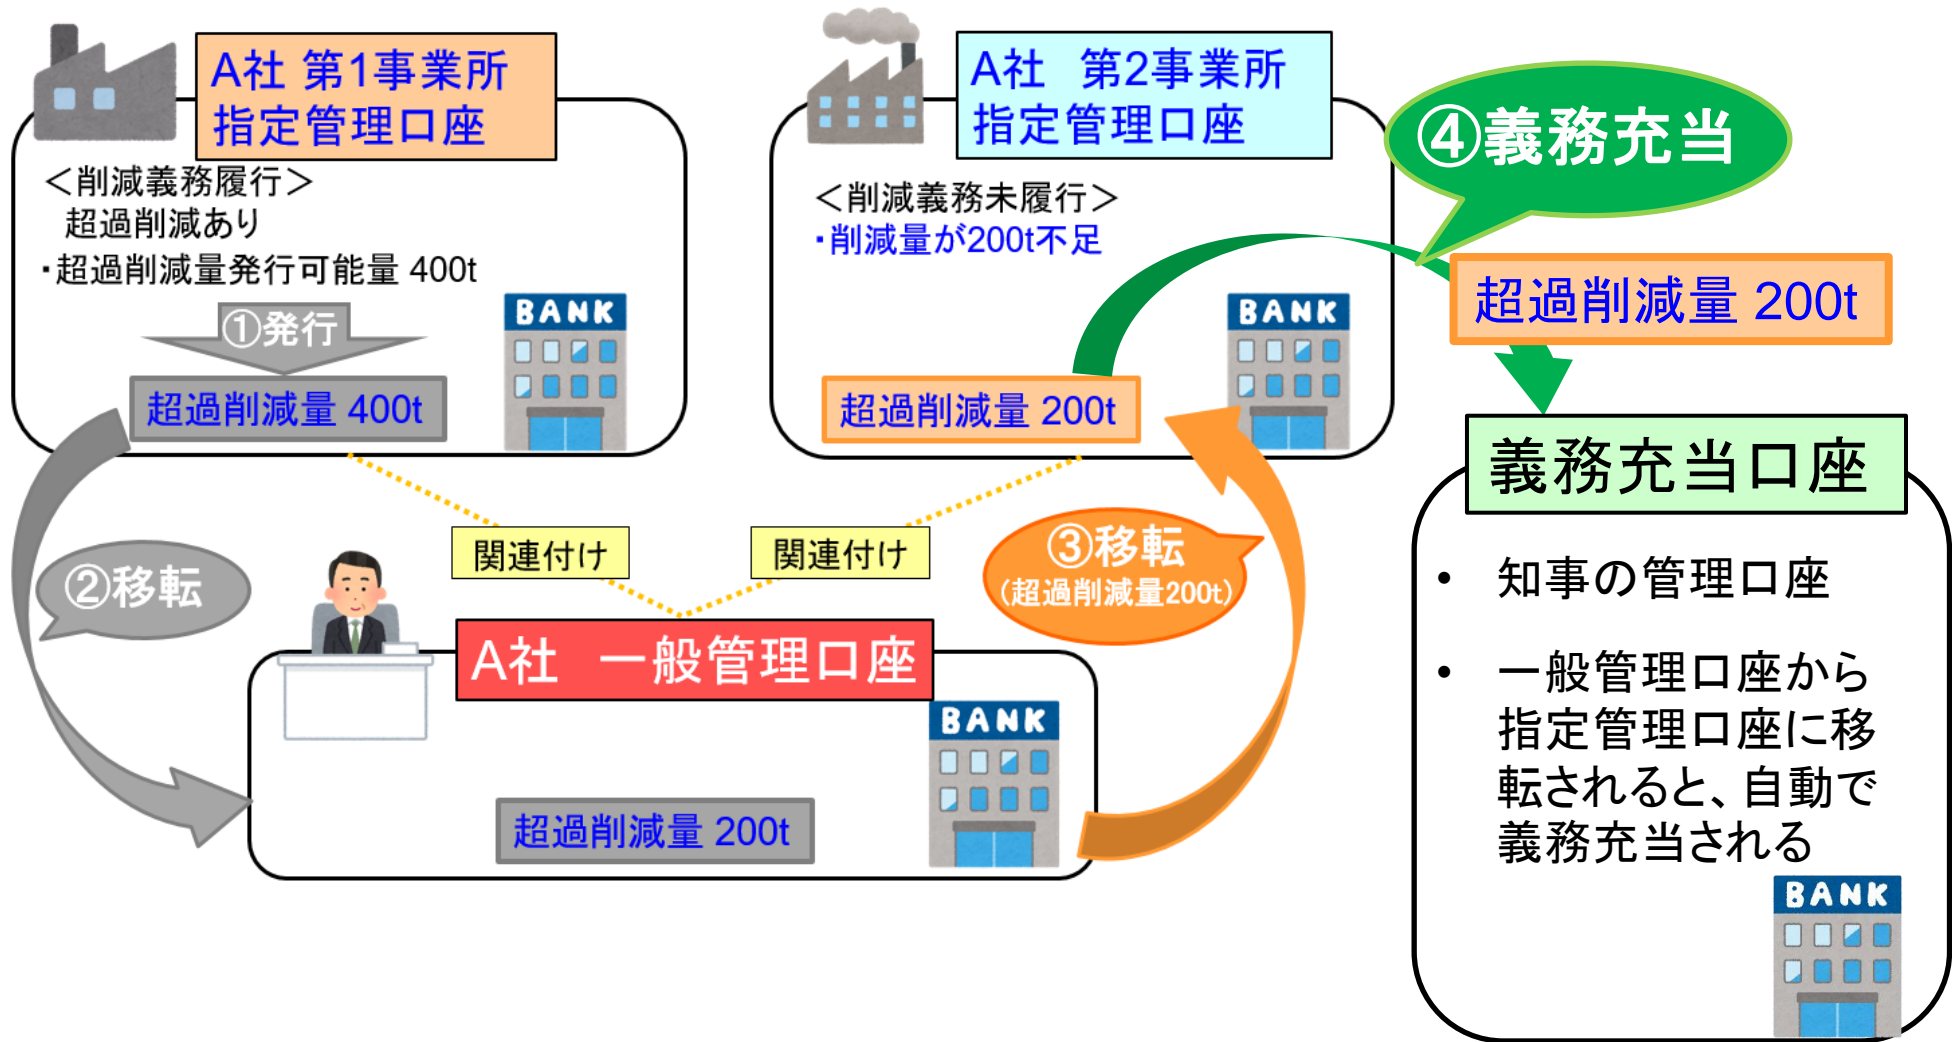 A社 第1事業所
指定管理口座
＜削減義務履行＞
超過削減あり
・超過削減量発行可能量 400t
①発行
超過削減量 400t
BANK
A社　第2事業所
指定管理口座
＜削減義務未履行＞
・削減量が200t不足
超過削減量 200t
BANK
④義務充当
超過削減量 200t
関連付け
関連付け
②移転
③移転
(超過削減量200t)
A社　一般管理口座
BANK
超過削減量 200t
義務充当口座
• 知事の管理口座
• 一般管理口座から
指定管理口座に移
転されると、自動で
義務充当される
BANK